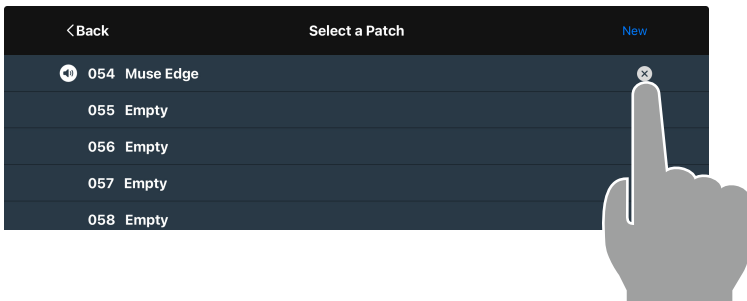 Back Select a Patch New
054 Muse Edge
055 Empty
056 Empty
057 Empty
058 Empty